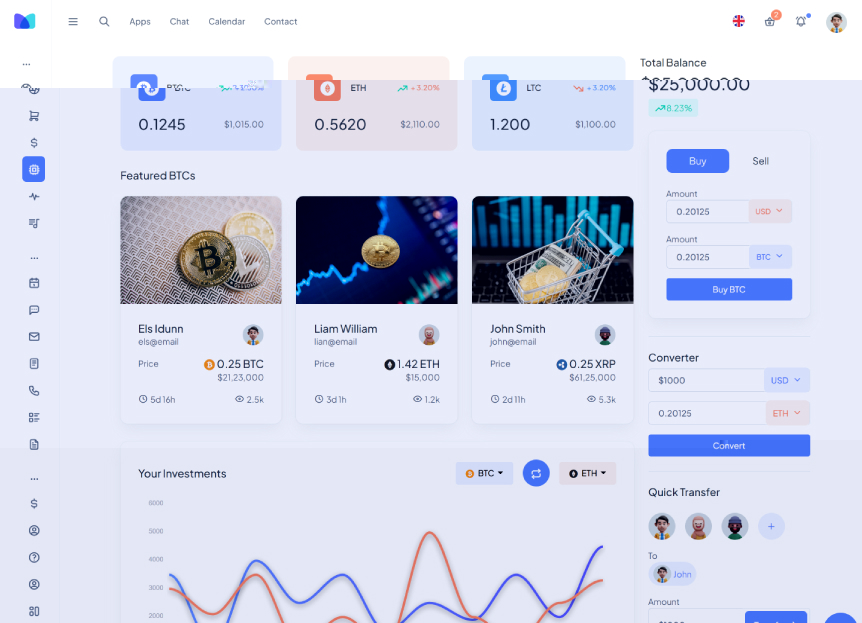 Apps Chat Calendar Contact
2
ETH +3.20%
LTC +3.20%
0.1245 $1,015.00
0.5620 $2,110.00
1.200 $1,100.00
Total Balance
$25,000.00
8.23%
Buy Sell
Amount
0.20125 USD
Amount
0.20125 BTC
Buy BTC
Featured BTCs
Els Idunn
els@email
Price 0.25 BTC
$21,23,000
5d 16h 2.5k
Liam William
lian@email
Price 1.42 ETH
$15,000
3d 1h 1.2k
John Smith
john@email
Price 0.25 XRP
$61,25,000
2d 11h 5.3k
Converter
$1000 USD
0.20125 ETH
Convert
Your Investments BTC ETH
6000
5000
4000
3000
2000
Quick Transfer
+
To
John
Amount